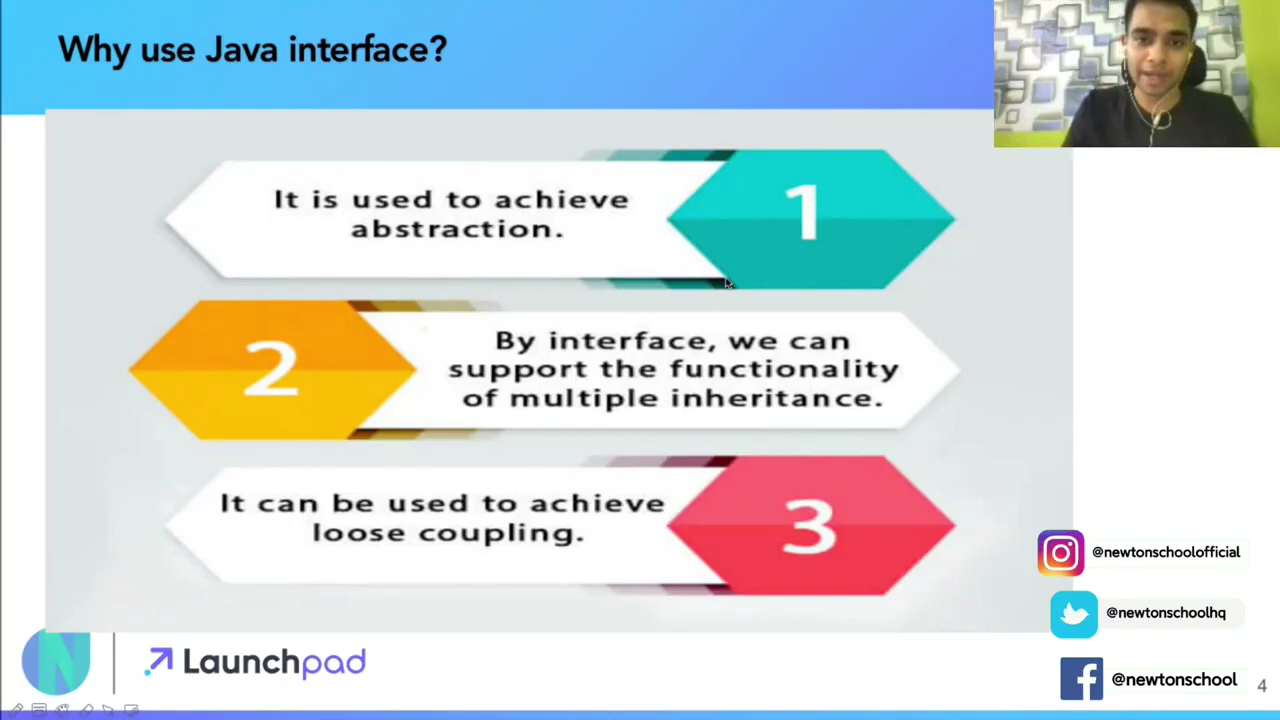 Why use Java interface?
It is used to achieve
abstraction.
1
2
By interface, we can
support the functionality
of multiple inheritance.
It can be used to achieve
loose coupling.
3
@newtonschoolofficial
@newtonschoolhq
@newtonschool
N
Launchpad
4